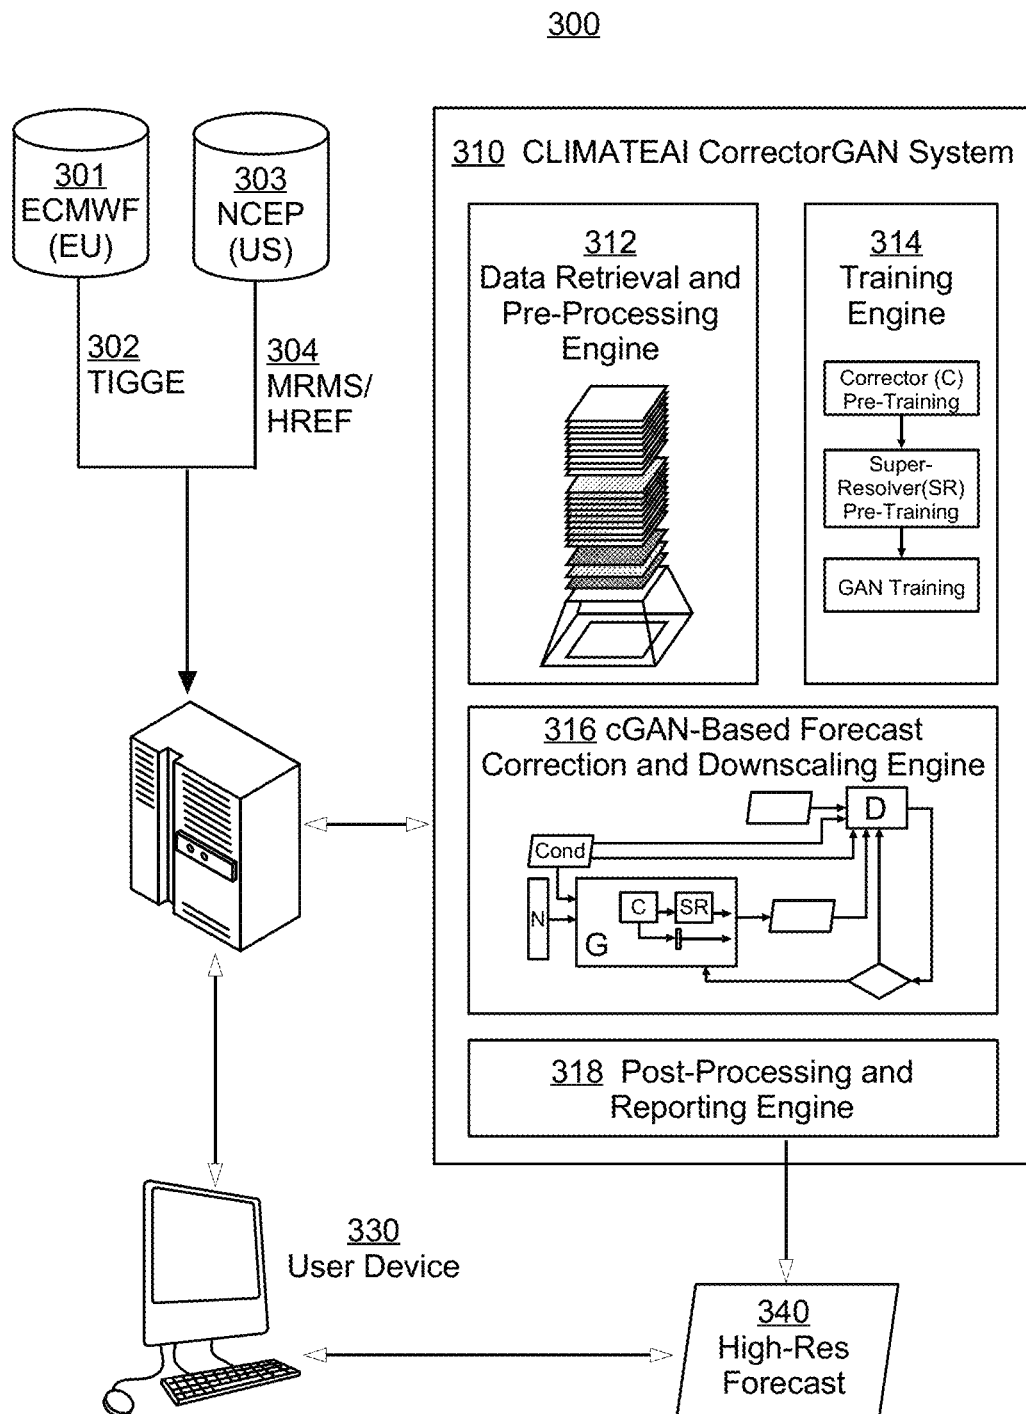 300
301
ECMWF
(EU)
303
NCEP
(US)
302
TIGGE
304
MRMS/
HREF
310 CLIMATEAI CorrectorGAN System
312
Data Retrieval and
Pre-Processing
Engine
314
Training
Engine
Corrector (C)
Pre-Training
Super-
Resolver(SR)
Pre-Training
GAN Training
316 cGAN-Based Forecast
Correction and Downscaling Engine
D
Cond
N
C
SR
G
318 Post-Processing and
Reporting Engine
330
User Device
340
High-Res
Forecast